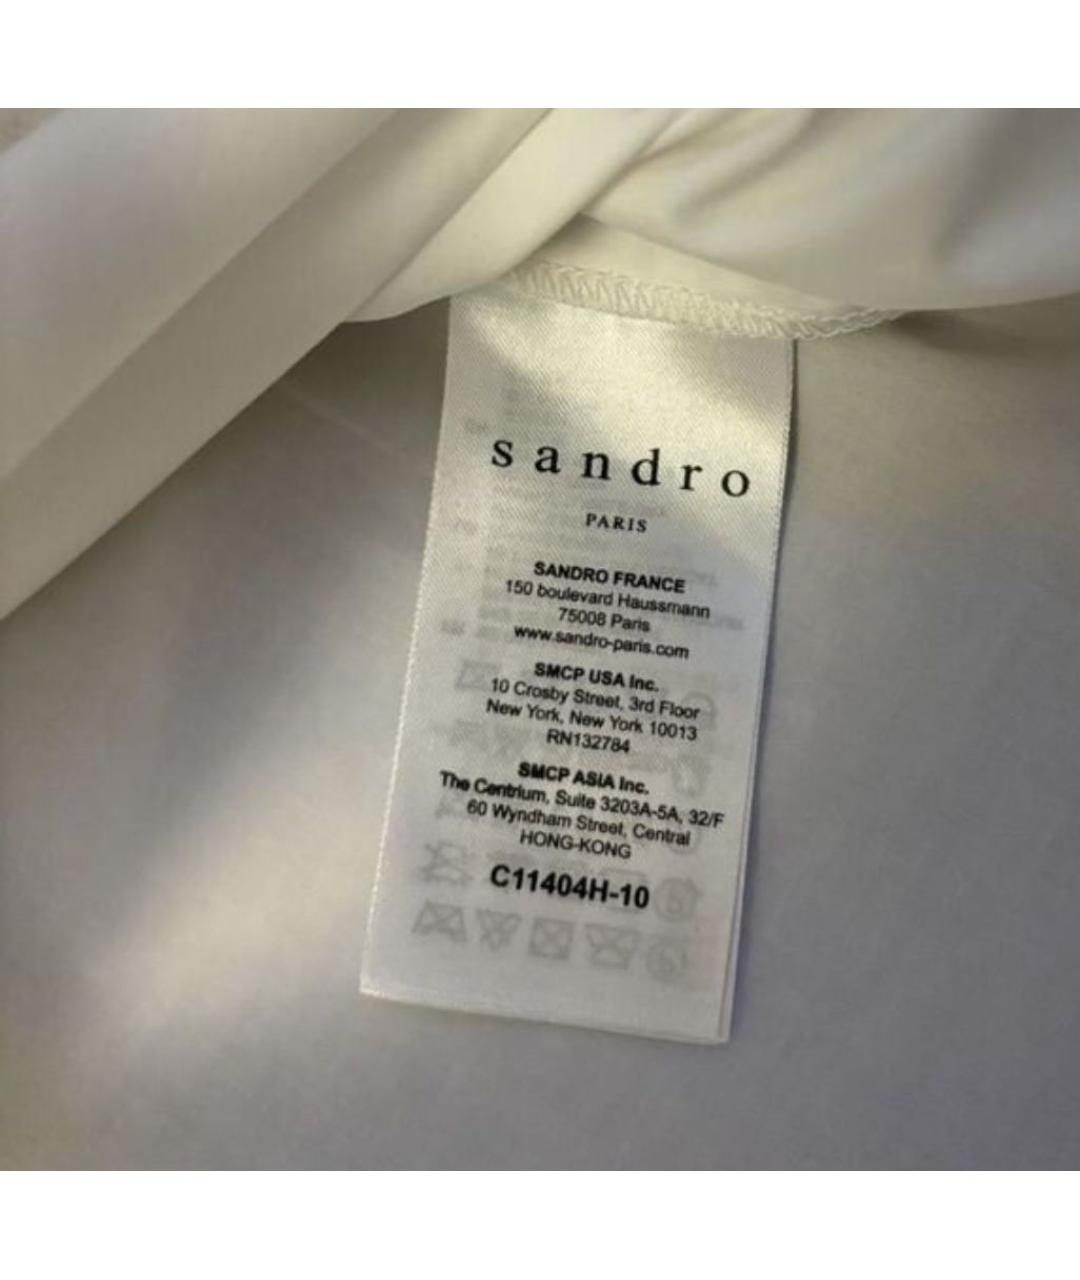 sandro
PARIS
SANDRO FRANCE
150 boulevard Haussmann
75008 Paris
www.sandro-paris.com
SMCP USA Inc.
10 Crosby Street, 3rd Floor
New York, New York 10013
RN132784
SMCP ASIA Inc.
The Centrium, Suite 3203A-5A, 32/F
60 Wyndham Street, Central
HONG-KONG
C11404H-10